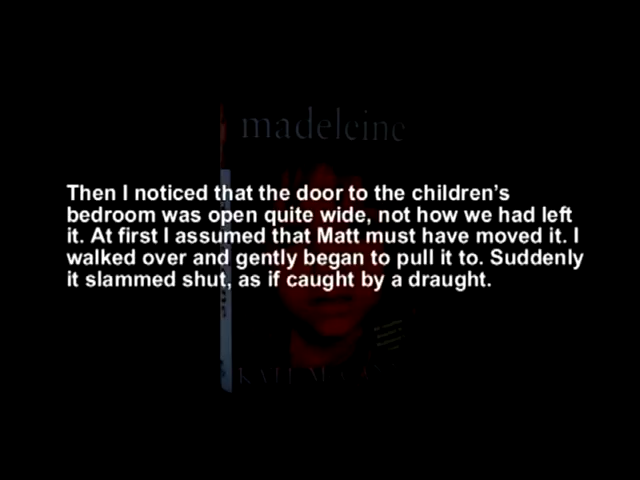 madeleine
Then I noticed that the door to the children's
bedroom was open quite wide, not how we had left
it. At first I assumed that Matt must have moved it. I
walked over and gently began to pull it to. Suddenly
it slammed shut, as if caught by a draught.